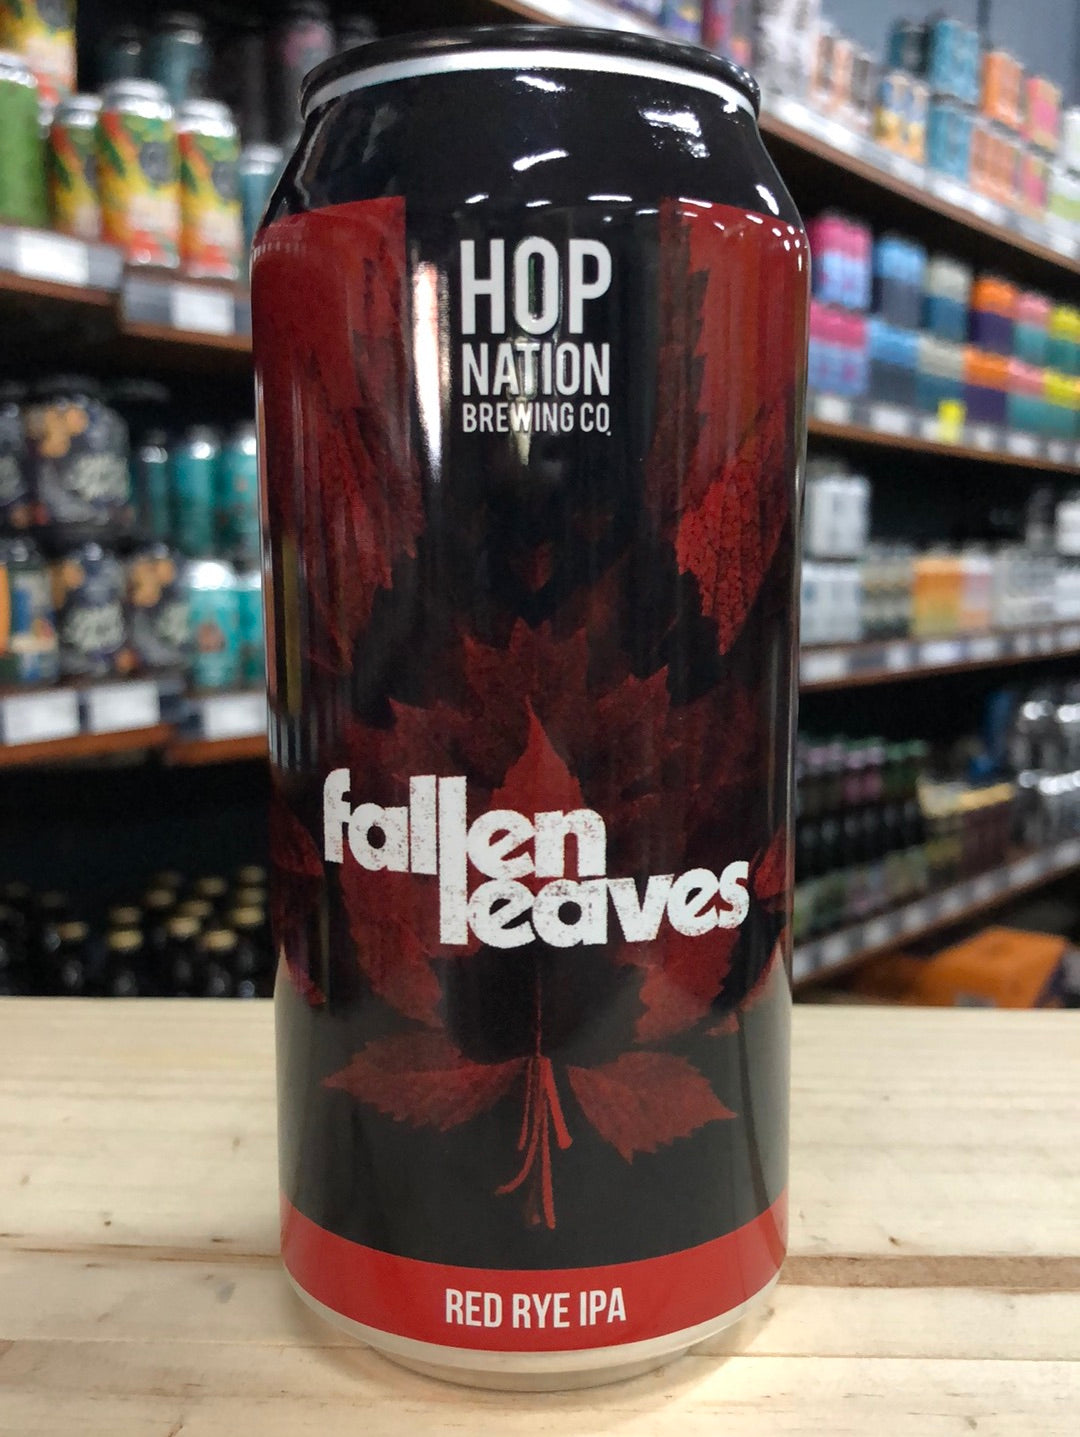 HOP
NATION
BREWING CO.
fallen
leaves
RED RYE IPA